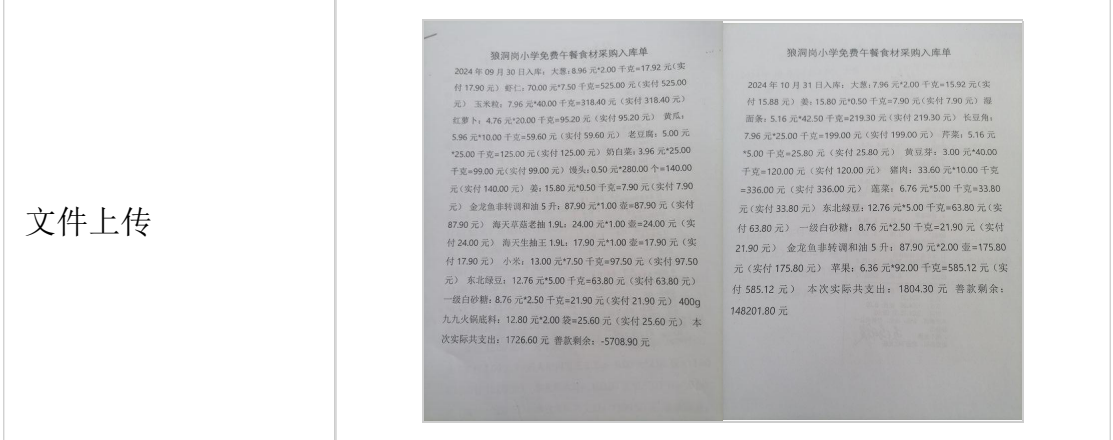 文件上传
狼洞岗小学免费午餐食材采购入库单
2024 年 09 月 30 日入库: 大葱: 8.96 元*2.00 千克=17.92 元(实
付 17.90 元) 虾仁: 70.00 元*7.50 千克=525.00 元(实付 525.00
元) 玉米粒: 7.96 元*40.00 千克=318.40 元(实付 318.40 元)
红萝卜: 4.76 元*20.00 千克=95.20 元(实付 95.20 元) 黄瓜:
5.96 元*10.00 千克=59.60 元(实付 59.60 元) 老豆腐: 5.00 元
*25.00 千克=125.00 元(实付 125.00 元) 奶白菜: 3.96 元*25.00
千克=99.00 元(实付 99.00 元) 馒头: 0.50 元*280.00 个=140.00
元(实付 140.00 元) 姜: 15.80 元*0.50 千克=7.90 元(实付 7.90
元) 金龙鱼非转调和油 5 升: 87.90 元*1.00 壶=87.90 元(实付
87.90 元) 海天草菇老抽 1.9L: 24.00 元*1.00 壶=24.00 元(实
付 24.00 元) 海天生抽王 1.9L: 17.90 元*1.00 壶=17.90 元(实
付 17.90 元) 小米: 13.00 元*7.50 千克=97.50 元(实付 97.50
元) 东北绿豆: 12.76 元*5.00 千克=63.80 元(实付 63.80 元)
一级白砂糖: 8.76 元*2.50 千克=21.90 元(实付 21.90 元) 400g
九九火锅底料: 12.80 元*2.00 袋=25.60 元(实付 25.60 元) 本
次实际共支出: 1726.60 元 善款剩余: -5708.90 元
狼洞岗小学免费午餐食材采购入库单
2024 年 10 月 31 日入库: 大葱: 7.96 元*2.00 千克=15.92 元(实
付 15.88 元) 姜: 15.80 元*0.50 千克=7.90 元(实付 7.90 元) 湿
面条: 5.16 元*42.50 千克=219.30 元(实付 219.30 元) 长豆角:
7.96 元*25.00 千克=199.00 元(实付 199.00 元) 芹菜: 5.16 元
*5.00 千克=25.80 元(实付 25.80 元) 黄豆芽: 3.00 元*40.00
千克=120.00 元(实付 120.00 元) 猪肉: 33.60 元*10.00 千克
=336.00 元(实付 336.00 元) 莲菜: 6.76 元*5.00 千克=33.80
元(实付 33.80 元) 东北绿豆: 12.76 元*5.00 千克=63.80 元(实
付 63.80 元) 一级白砂糖: 8.76 元*2.50 千克=21.90 元(实付
21.90 元) 金龙鱼非转调和油 5 升: 87.90 元*2.00 壶=175.80
元(实付 175.80 元) 苹果: 6.36 元*92.00 千克=585.12 元(实
付 585.12 元) 本次实际共支出: 1804.30 元 善款剩余:
148201.80 元